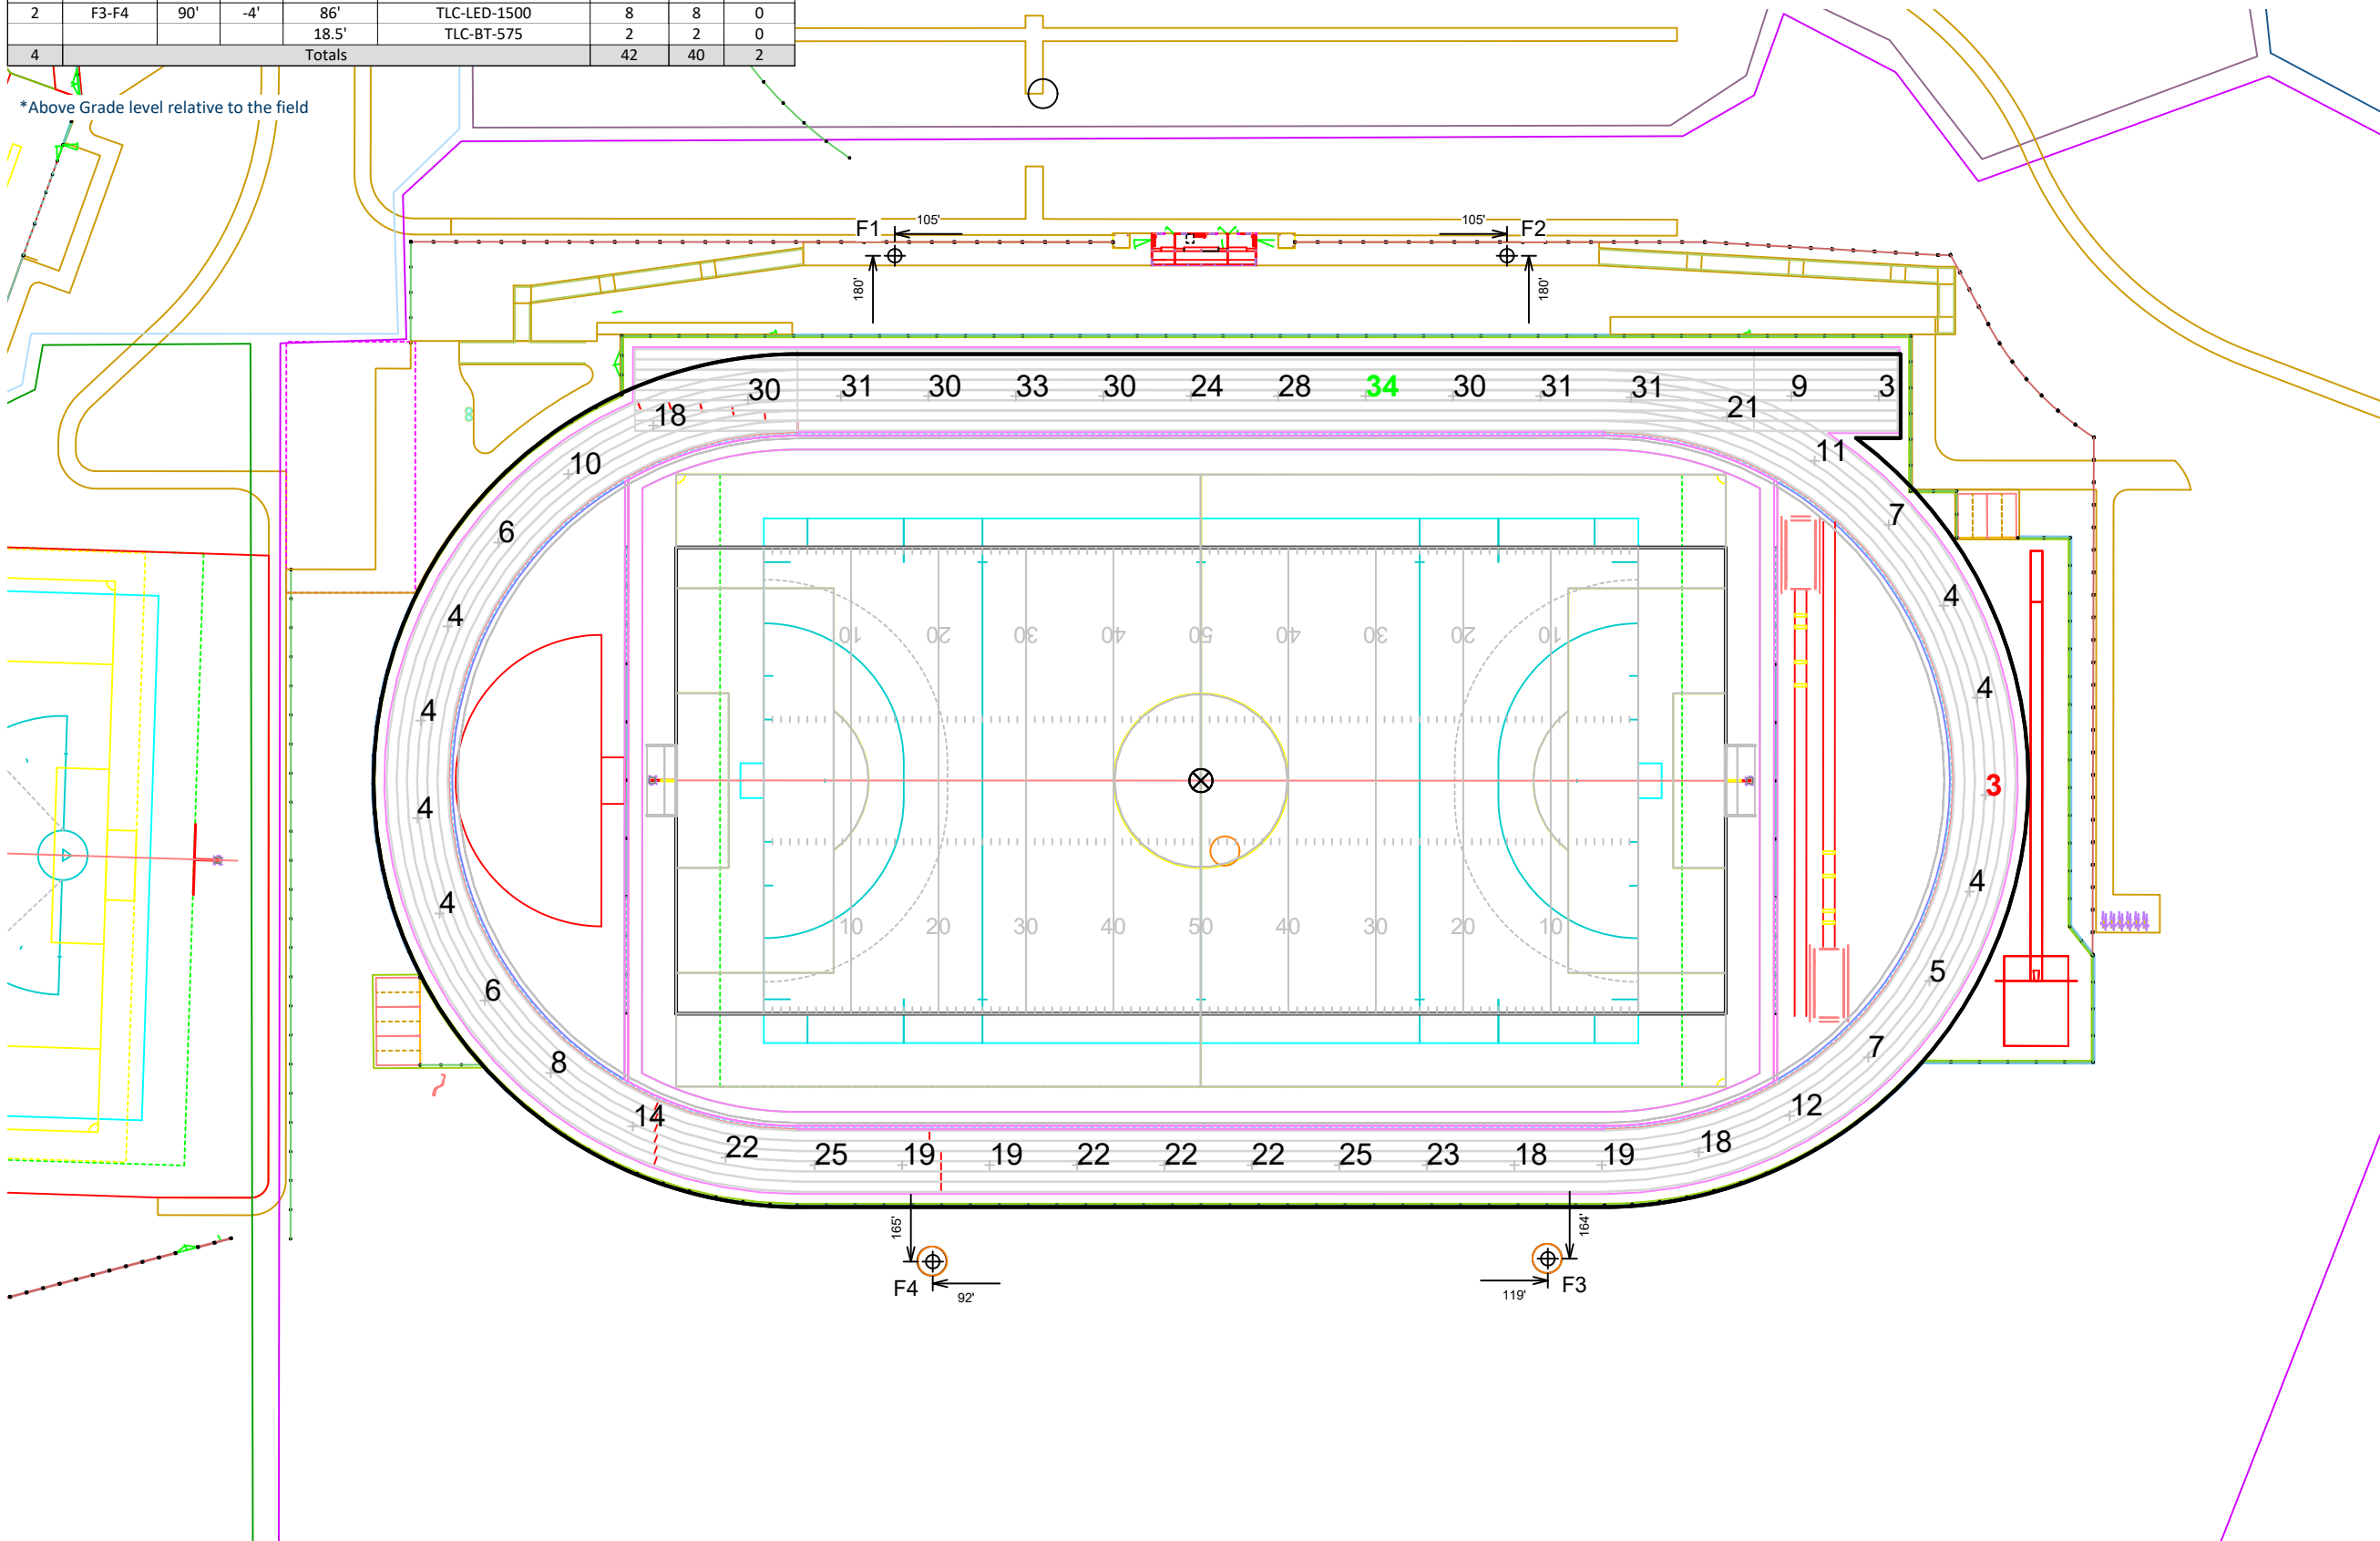 2 F3-F4 90' -4' 86' TLC-LED-1500 8 8 0
18.5' TLC-BT-575 2 2 0
4 Totals 42 40 2
*Above Grade level relative to the field
F1 105' 105' F2
180' 180'
30 31 30 33 30 24 28 34 30 31 31 9 3
8 18 21
10 11
6 7
4 4
10 20 30 40 50 40 30 20 10
4 4
4 3
4 4
10 20 30 40 50 40 30 20 10
6 5
8 7
14 12
22 25 19 19 22 22 22 25 23 18 19 18
165' 164'
F4 92' 119' F3